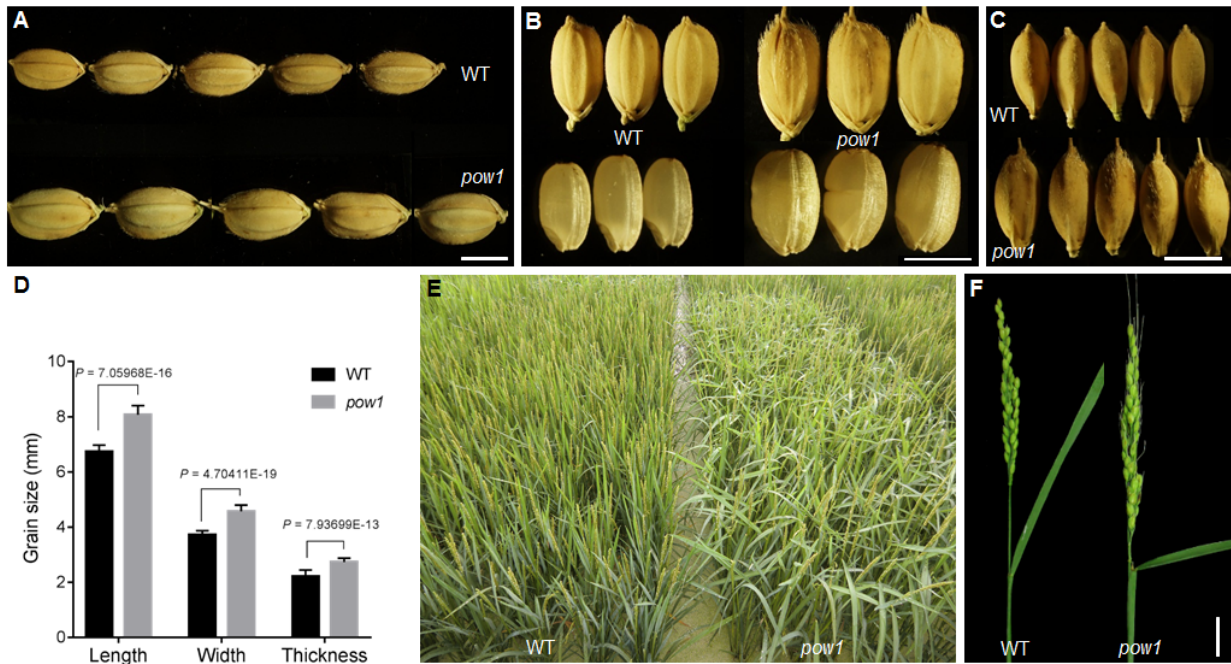 A
WT
pow1
B
WT
pow1
C
WT
pow1
D
10
8
6
4
2
0
Grain size (mm)
P = 7.05968E-16
P = 4.70411E-19
P = 7.93699E-13
WT
pow1
Length Width Thickness
E
WT
pow1
F
WT
pow1